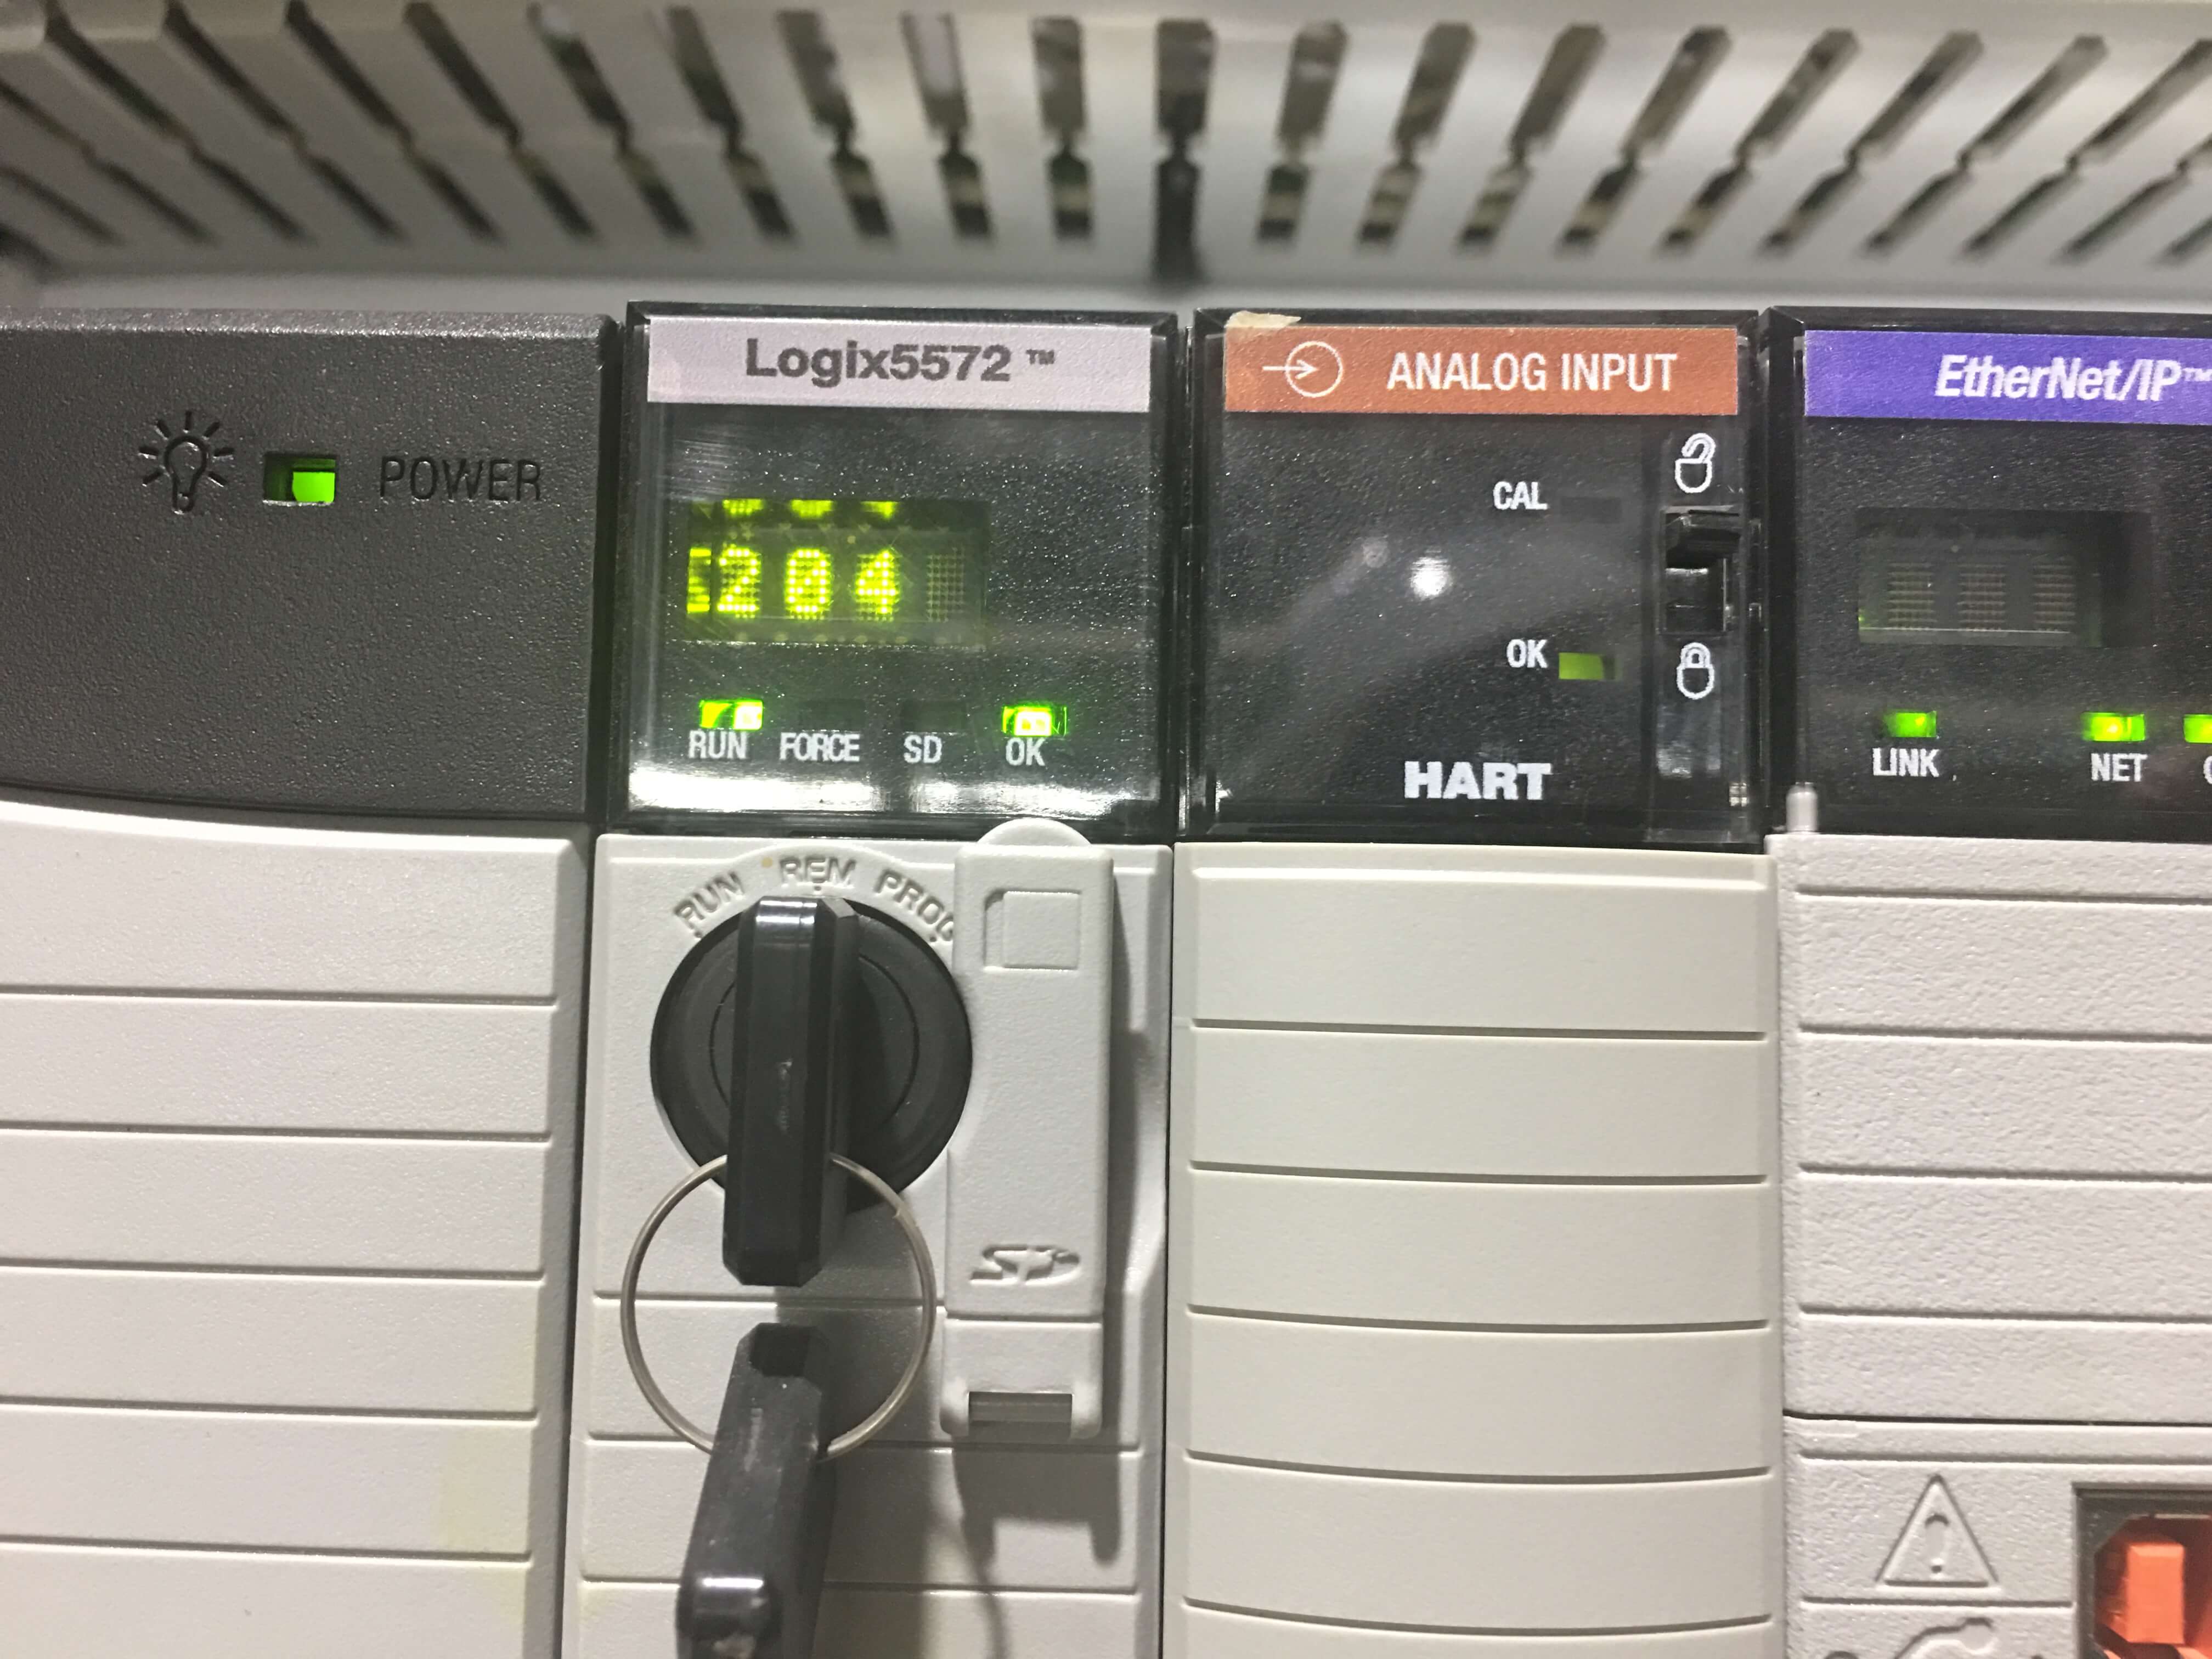 POWER
Logix5572™
204
RUN FORCE SD OK
RUN REM PROG
SD
ANALOG INPUT
CAL
OK
HART
EtherNet/IP™
LINK NET